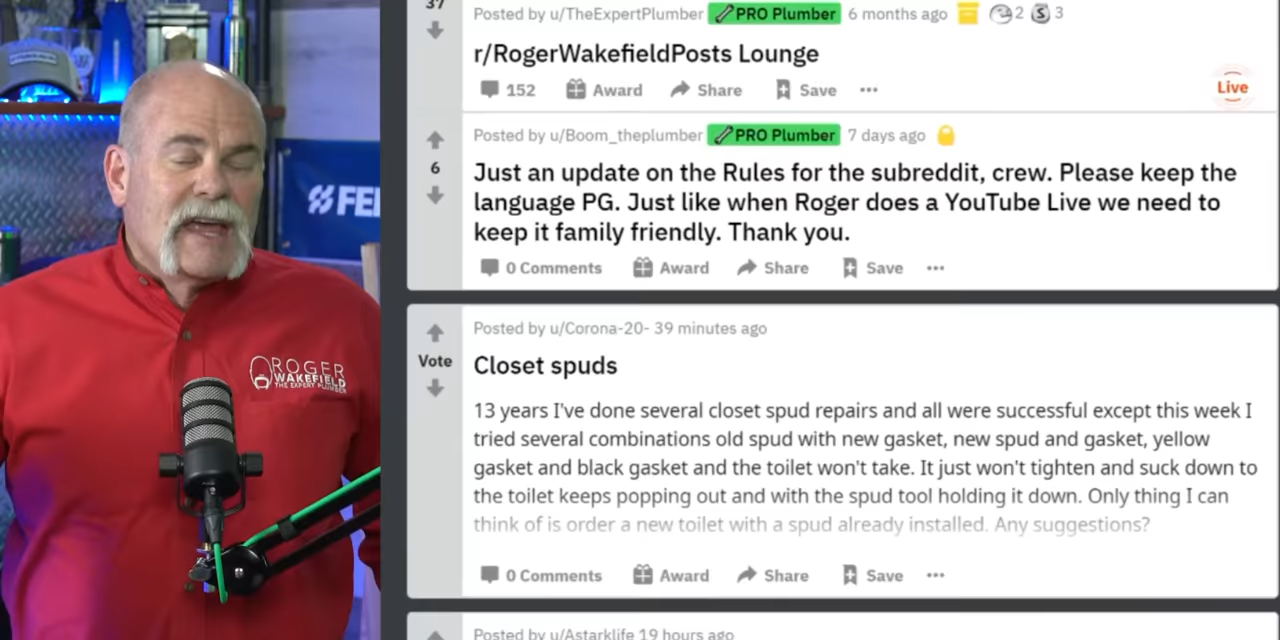 37
Posted by u/TheExpertPlumber PRO Plumber 6 months ago 2 3
r/RogerWakefieldPosts Lounge
152 Award Share Save
Live
Posted by u/Boom_theplumber PRO Plumber 7 days ago
6
Just an update on the Rules for the subreddit, crew. Please keep the
language PG. Just like when Roger does a YouTube Live we need to
keep it family friendly. Thank you.
0 Comments Award Share Save
Posted by u/Corona-20- 39 minutes ago
Vote
Closet spuds
13 years I've done several closet spud repairs and all were successful except this week I
tried several combinations old spud with new gasket, new spud and gasket, yellow
gasket and black gasket and the toilet won't take. It just won't tighten and suck down to
the toilet keeps popping out and with the spud tool holding it down. Only thing I can
think of is order a new toilet with a spud already installed. Any suggestions?
0 Comments Award Share Save
Posted by u/Astarklife 19 hours ago
FE
ROGER
WAKEFIELD
THE EXPERT PLUMBER